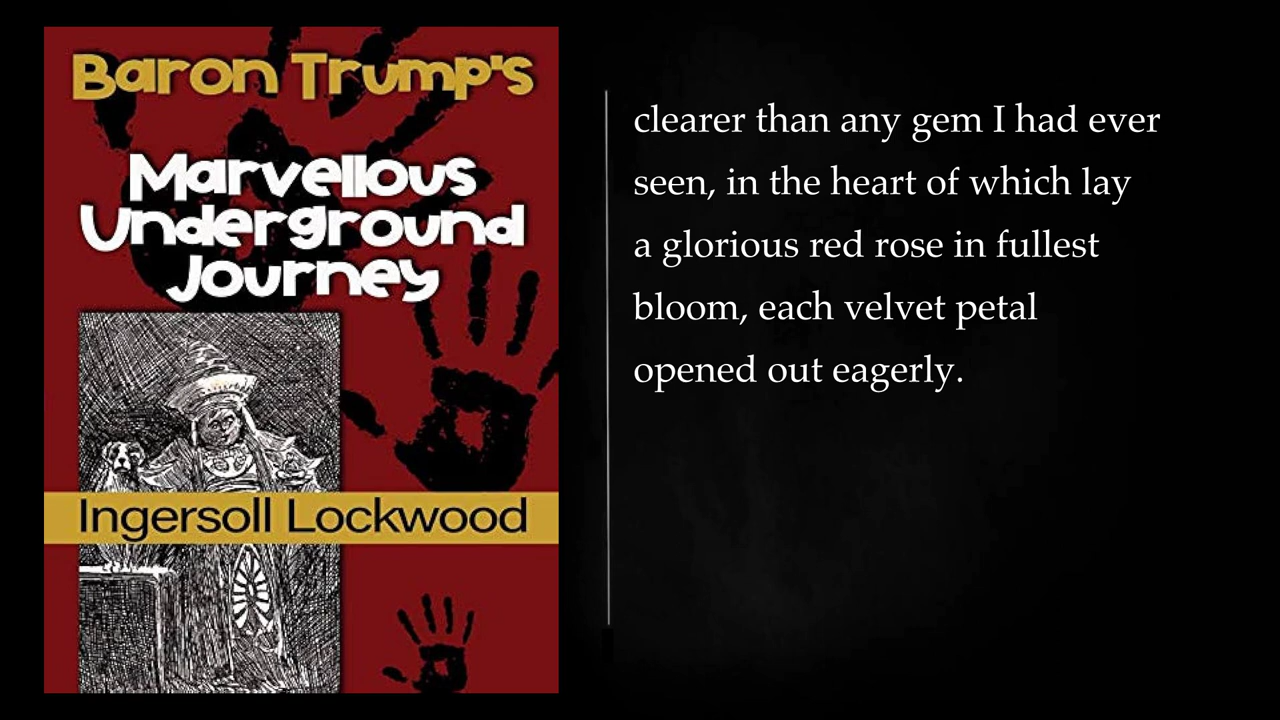 Baron Trump's
Marvellous
Underground
Journey
Ingersoll Lockwood
clearer than any gem I had ever
seen, in the heart of which lay
a glorious red rose in fullest
bloom, each velvet petal
opened out eagerly.